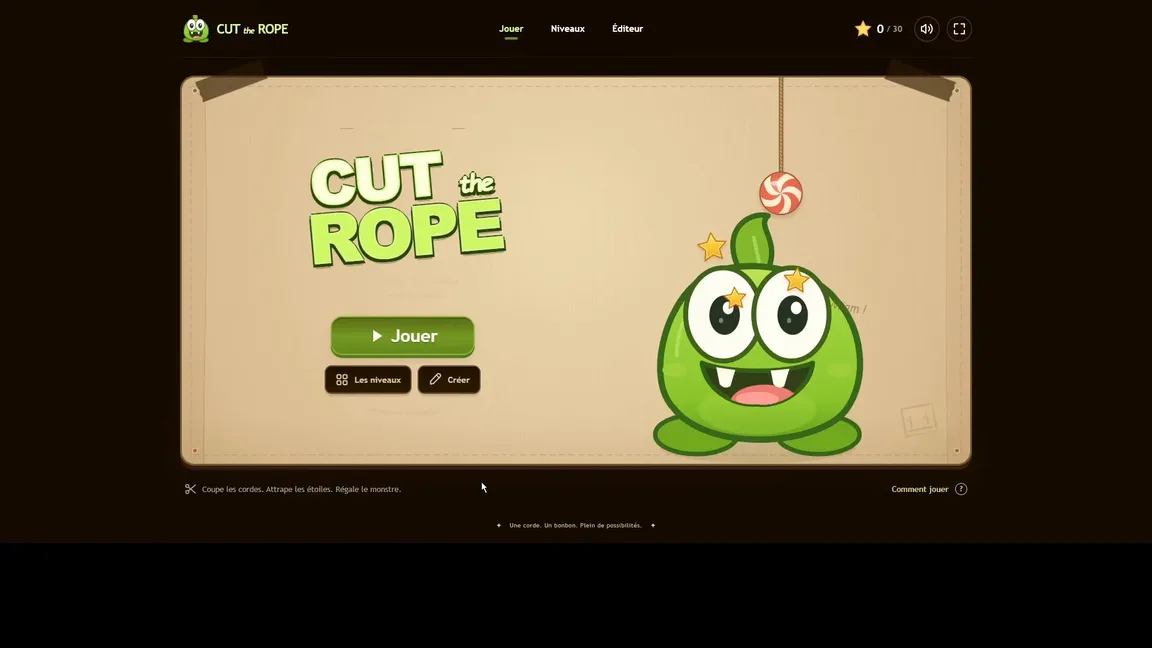 CUT the ROPE
Jouer
Niveaux
Éditeur
0 / 30
CUT the
ROPE
Jouer
Les niveaux
Créer
Coupe les cordes. Attrape les étoiles. Régale le monstre.
Comment jouer ?
Une corde. Un bonbon. Plein de possibilités.